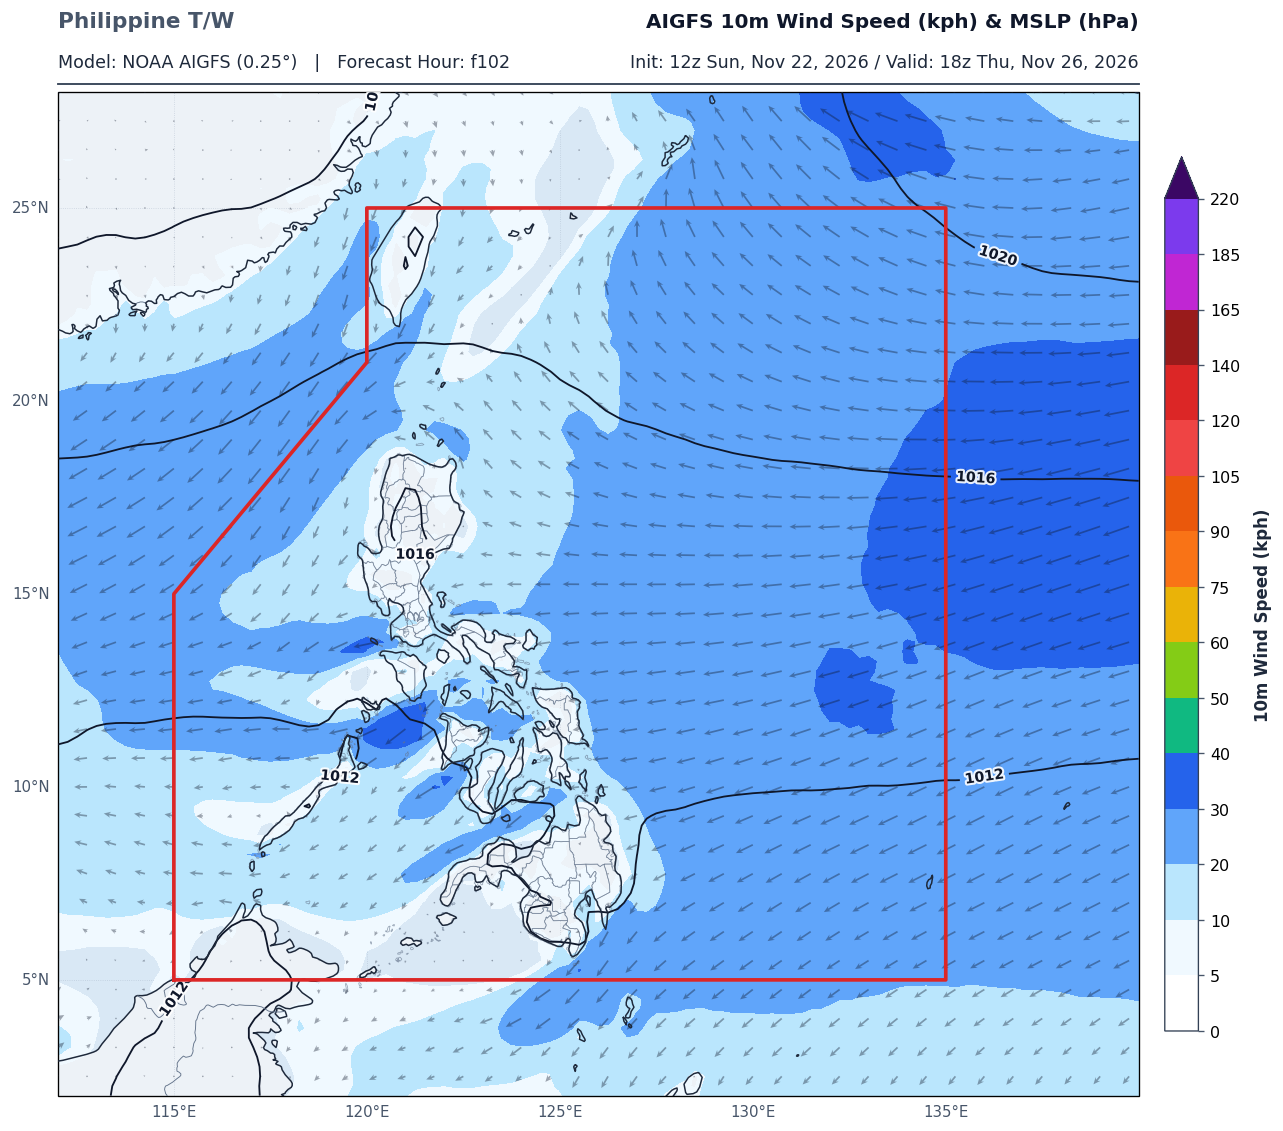 Philippine T/W
AIGFS 10m Wind Speed (kph) & MSLP (hPa)
Model: NOAA AIGFS (0.25°) | Forecast Hour: f102
Init: 12z Sun, Nov 22, 2026 / Valid: 18z Thu, Nov 26, 2026
10
1020
1016
1016
1012
1012
1012
25°N
20°N
15°N
10°N
5°N
115°E
120°E
125°E
130°E
135°E
220
185
165
140
120
105
90
75
60
50
40
30
20
10
5
0
10m Wind Speed (kph)